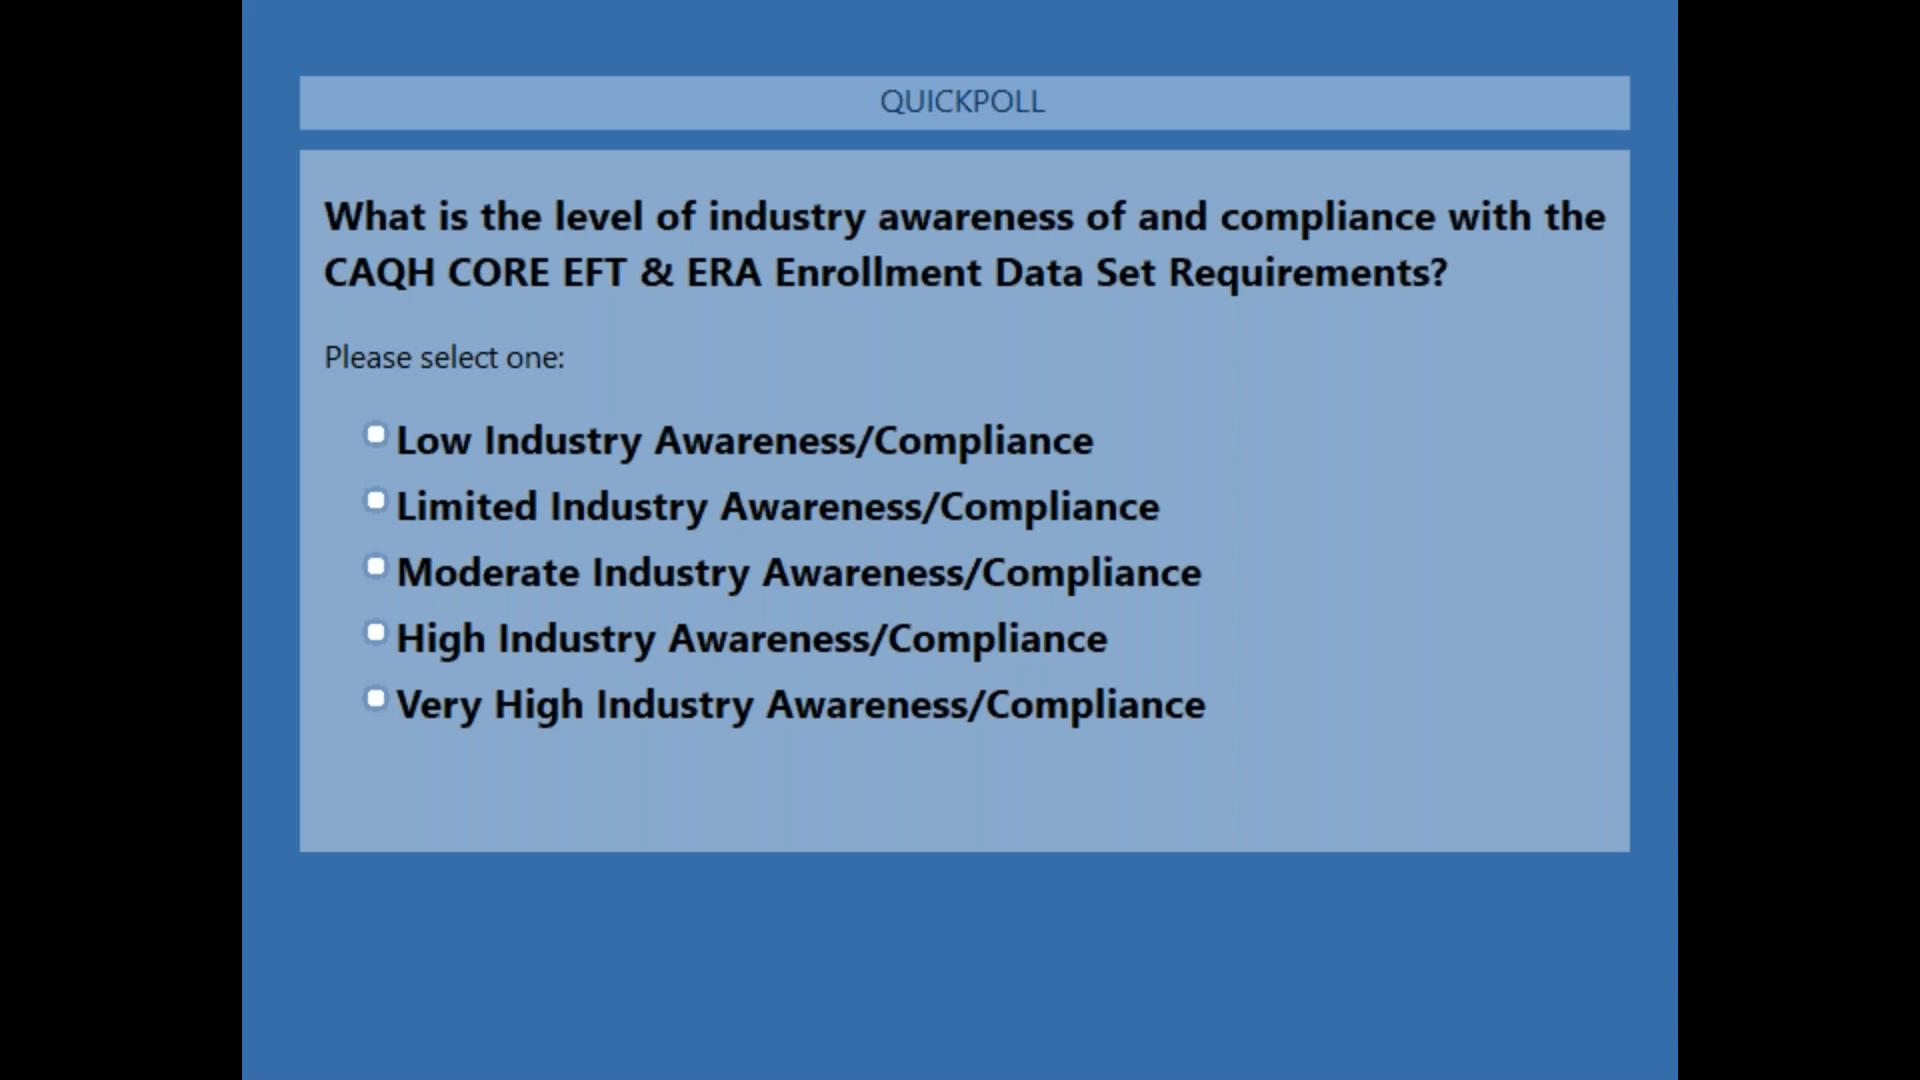 QUICKPOLL
What is the level of industry awareness of and compliance with the
CAQH CORE EFT & ERA Enrollment Data Set Requirements?
Please select one:
Low Industry Awareness/Compliance
Limited Industry Awareness/Compliance
Moderate Industry Awareness/Compliance
High Industry Awareness/Compliance
Very High Industry Awareness/Compliance